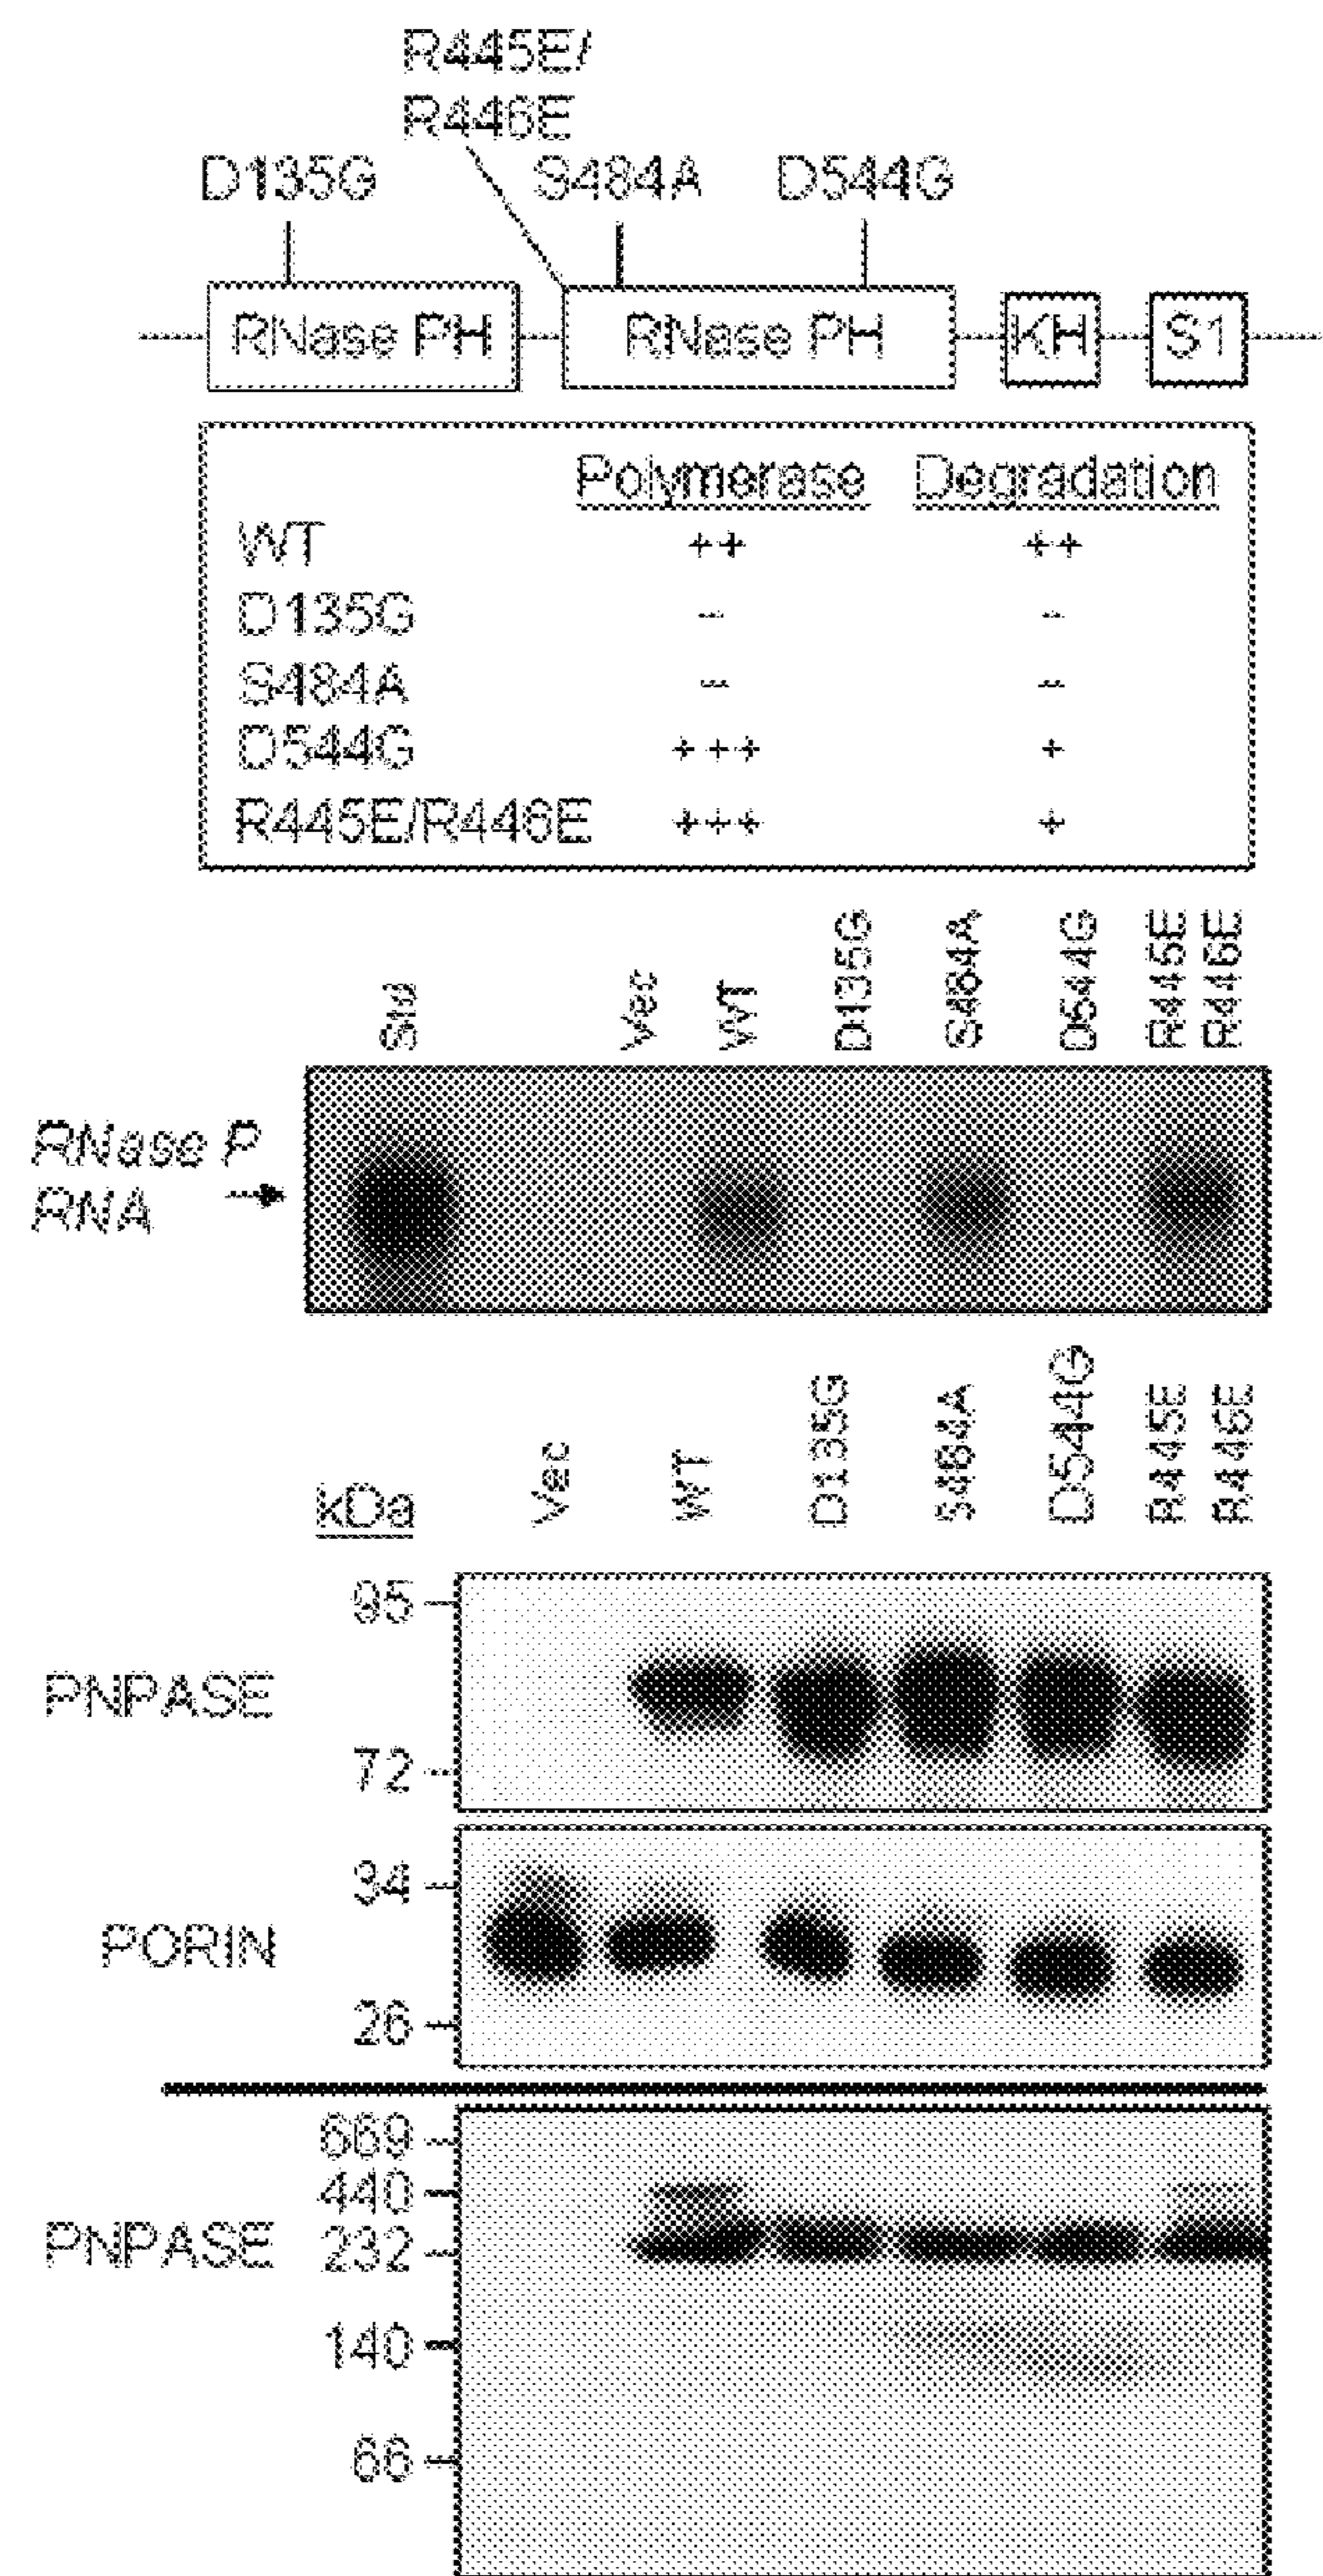 R445E/
R446E
D135G S484A D544G
RNase PH RNase PH KH S1
Polymerase Degradation
WT ++ ++
D135G - -
S484A - -
D544G +++ +
R445E/R446E +++ +
Std Vec WT D135G S484A D544G R445E R446E
RNase P
RNA
kDa Vec WT D135G S484A D544G R445E R446E
95
PNPASE
72
34
PORIN
26
669
440
PNPASE 232
140
66